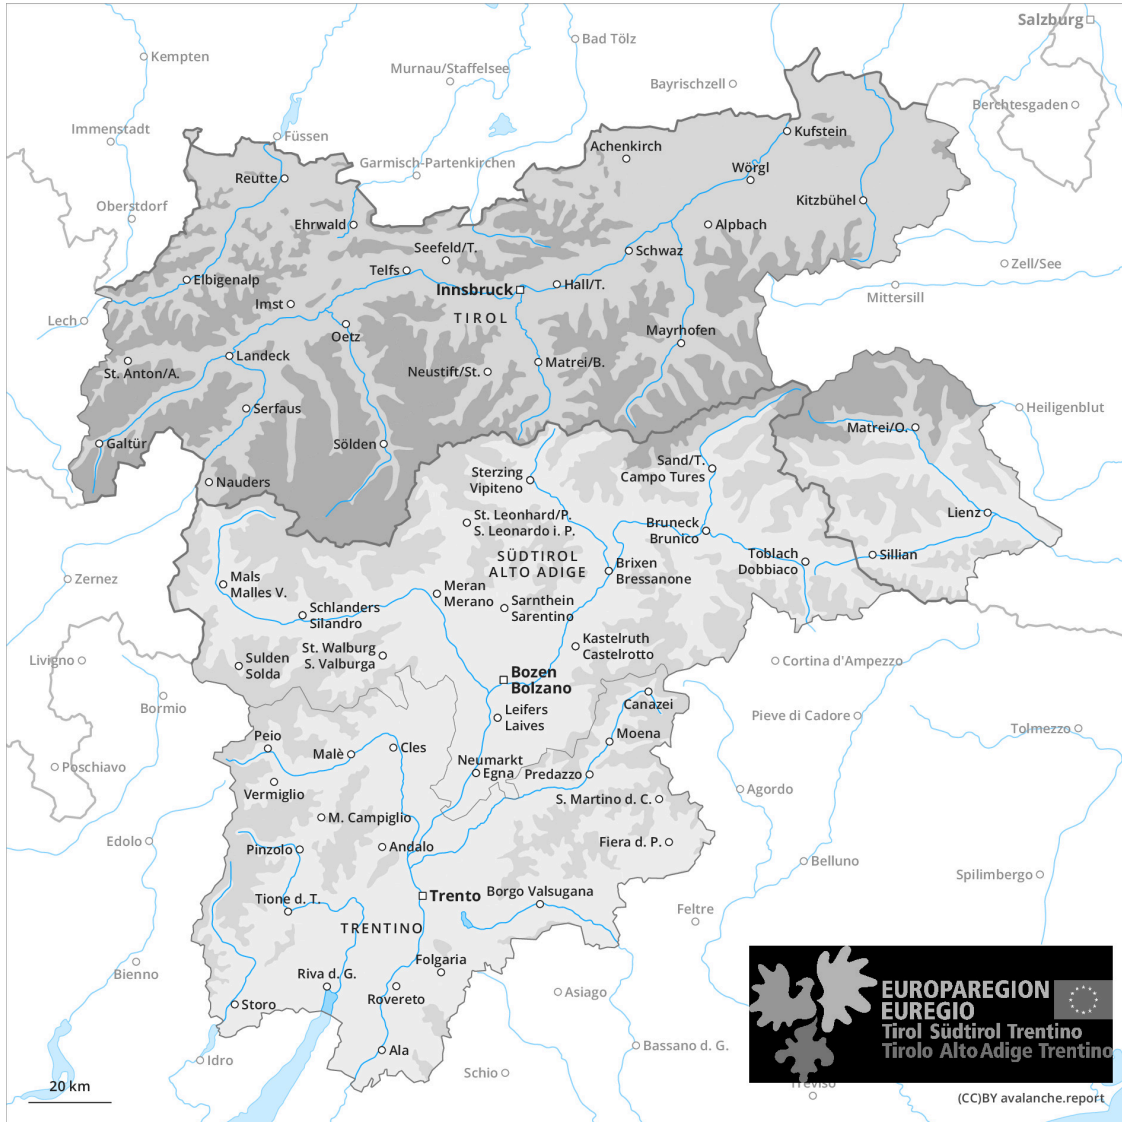 Salzburg
Bad Tölz
Kempten
Murnau/Staffelsee
Bayrischzell
Berchtesgaden
Immenstadt
Füssen
Kufstein
Achenkirch
Garmisch-Partenkirchen
Wörgl
Reutte
Kitzbühel
Oberstdorf
Ehrwald
Alpbach
Seefeld/T.
Schwaz
Zell/See
Telfs
Elbigenalp
Innsbruck
Hall/T.
Mittersill
Imst
TIROL
Lech
Oetz
Mayrhofen
Landeck
Matrei/B.
St. Anton/A.
Neustift/St.
Serfaus
Heiligenblut
Matrei/O.
Galtür
Sölden
Sand/T.
Campo Tures
Sterzing
Vipiteno
Nauders
St. Leonhard/P.
S. Leonardo i. P.
Lienz
Bruneck
Brunico
SÜDTIROL
ALTO ADIGE
Toblach
Dobbiaco
Sillian
Brixen
Bressanone
Zernez
Mals
Malles V.
Meran
Merano
Sarnthein
Sarentino
Schlanders
Silandro
Kastelruth
Castelrotto
St. Walburg
S. Valburga
Livigno
Sulden
Solda
Cortina d'Ampezzo
Bozen
Bolzano
Bormio
Canazei
Leifers
Laives
Pieve di Cadore
Tolmezzo
Peio
Moena
Malè
Cles
Neumarkt
Egna
Predazzo
Poschiavo
Vermiglio
Agordo
S. Martino d. C.
M. Campiglio
Edolo
Pinzolo
Andalo
Fiera d. P.
Belluno
Spilimbergo
Trento
Borgo Valsugana
Tione d. T.
Feltre
TRENTINO
Folgaria
Bienno
Riva d. G.
Rovereto
Asiago
Storo
EUROPAREGION
EUREGIO
Tirol Südtirol Trentino
Tirolo Alto Adige Trentino
Ala
Idro
Bassano d. G.
Schio
Treviso
20 km
(CC)BY avalanche.report